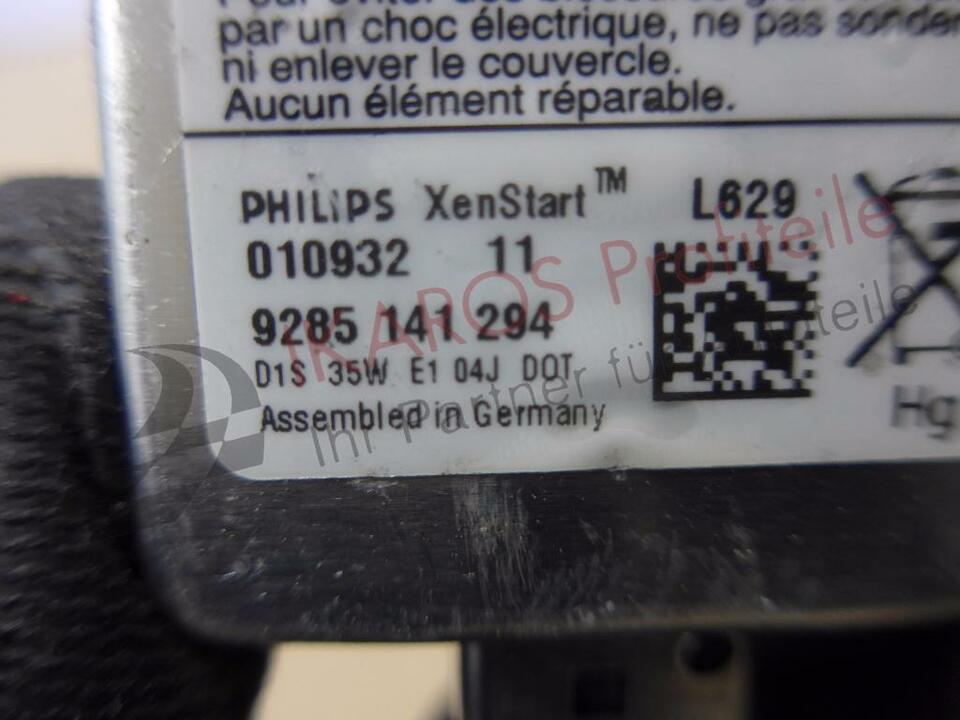 par un choc électrique, ne pas sonder
ni enlever le couvercle.
Aucun élément réparable.
PHILIPS XenStart™ L629
010932 11
9285 141 294
D1S 35W E1 04J DOT
Assembled in Germany
Hg
IKAROS Profiteile
Ihr Partner für